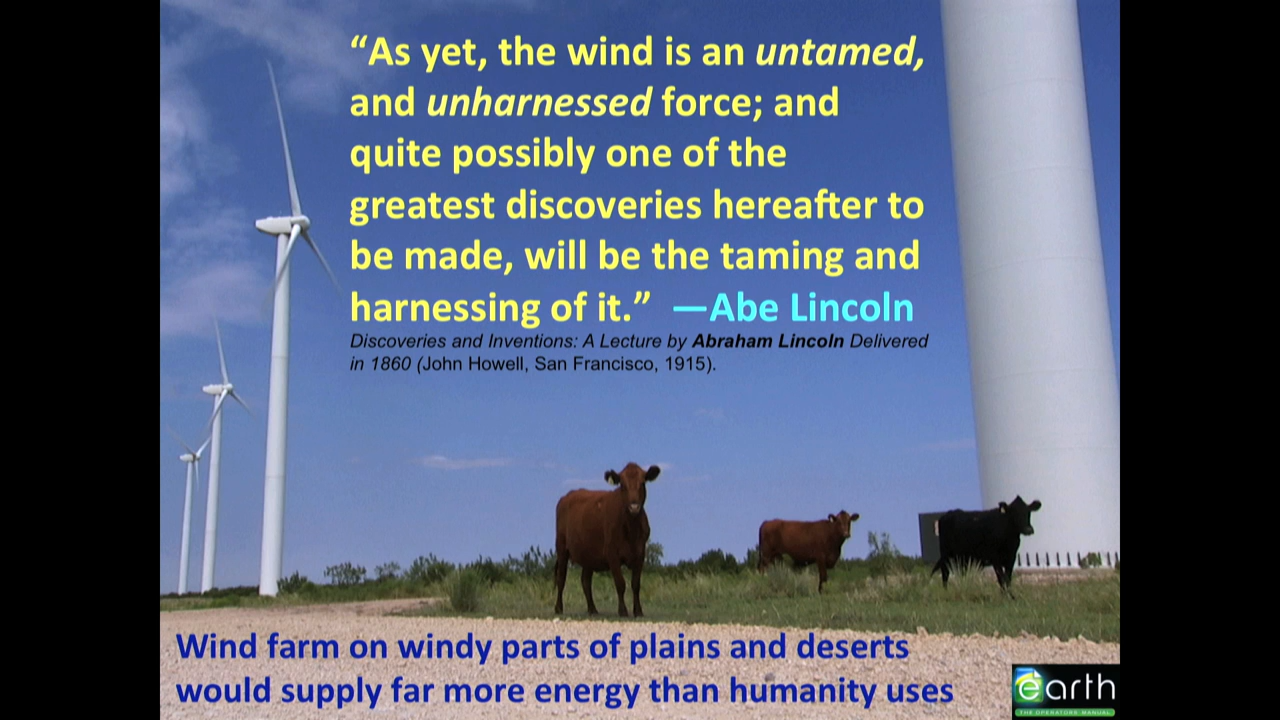 “As yet, the wind is an untamed,
and unharnessed force; and
quite possibly one of the
greatest discoveries hereafter to
be made, will be the taming and
harnessing of it.” —Abe Lincoln
Discoveries and Inventions: A Lecture by Abraham Lincoln Delivered
in 1860 (John Howell, San Francisco, 1915).
Wind farm on windy parts of plains and deserts
would supply far more energy than humanity uses
earth
THE OPERATORS' MANUAL